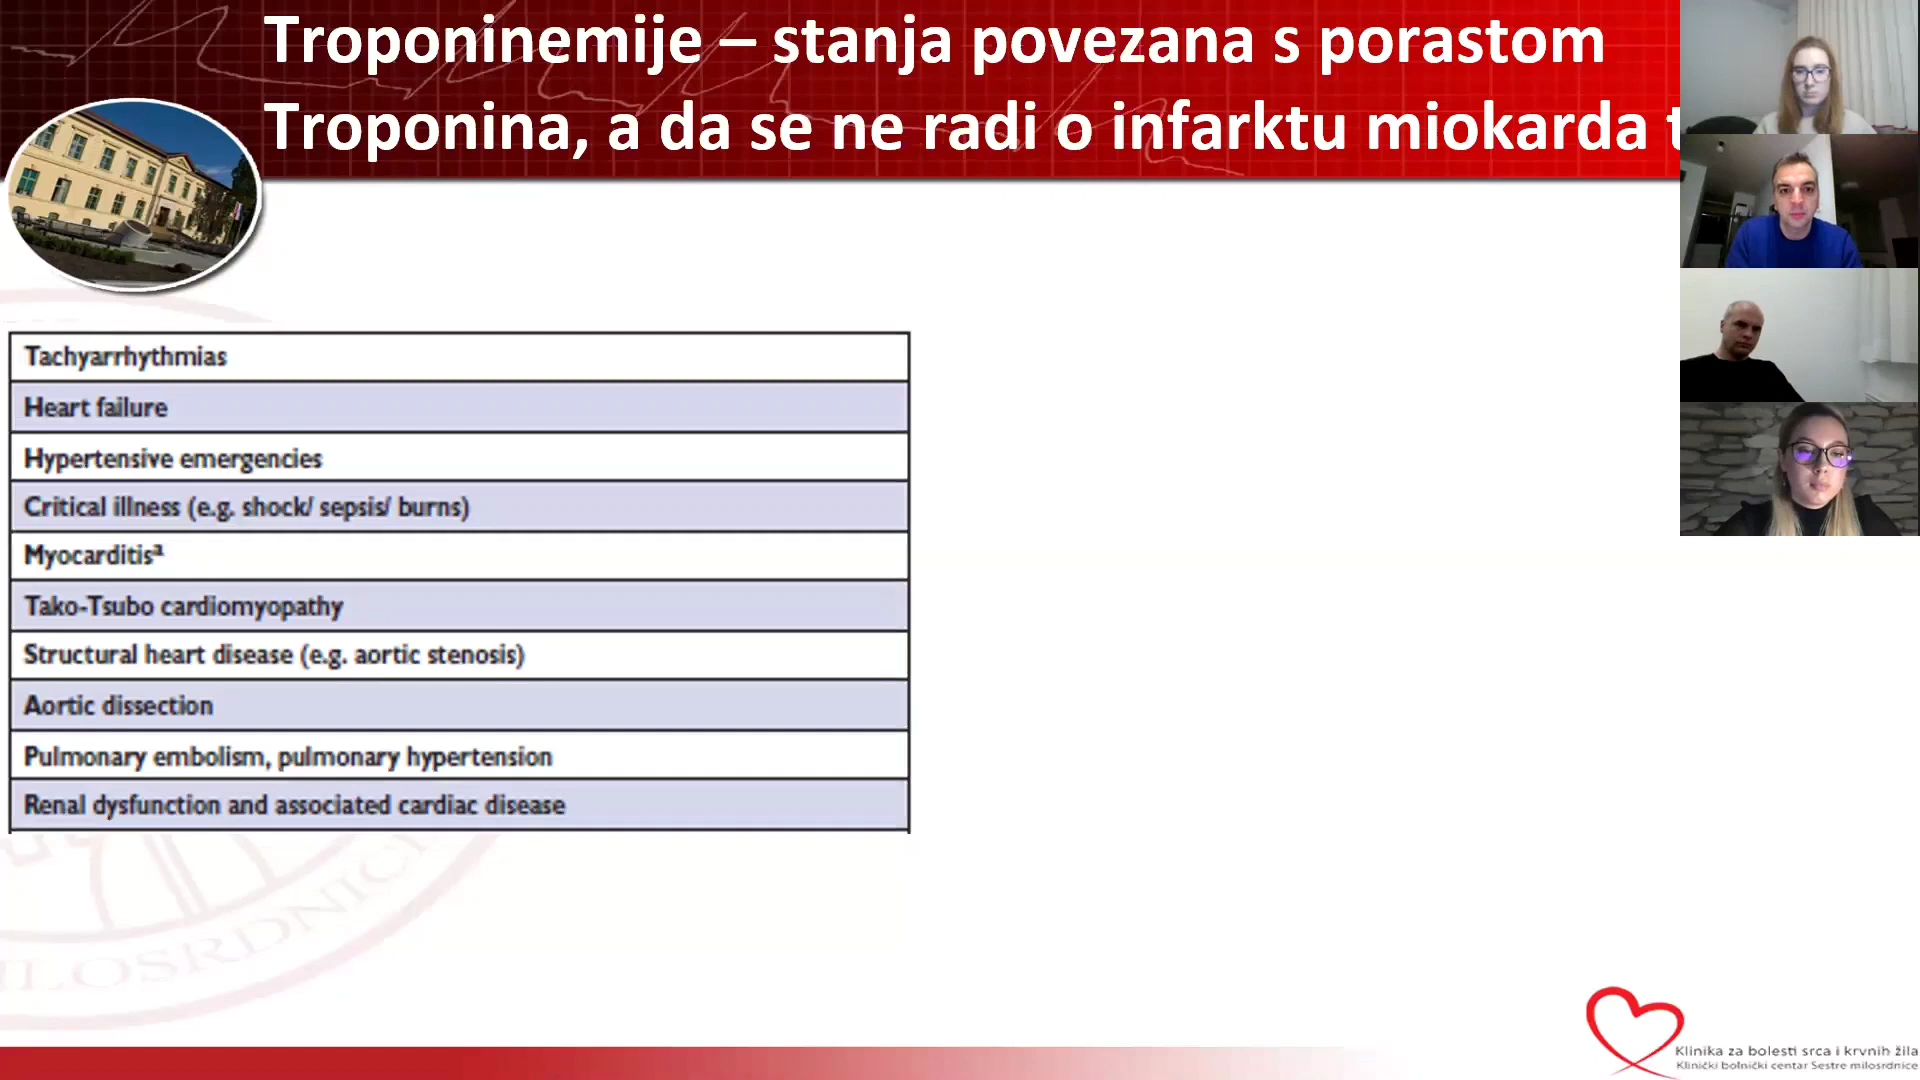 Troponinemije – stanja povezana s porastom
Troponina, a da se ne radi o infarktu miokarda t
Tachyarrhythmias
Heart failure
Hypertensive emergencies
Critical illness (e.g. shock/ sepsis/ burns)
Myocarditisª
Tako-Tsubo cardiomyopathy
Structural heart disease (e.g. aortic stenosis)
Aortic dissection
Pulmonary embolism, pulmonary hypertension
Renal dysfunction and associated cardiac disease
MILOSRDNIC
Klinika za bolesti srca i krvnih žila
Klinički bolnički centar Sestre milosrdnice